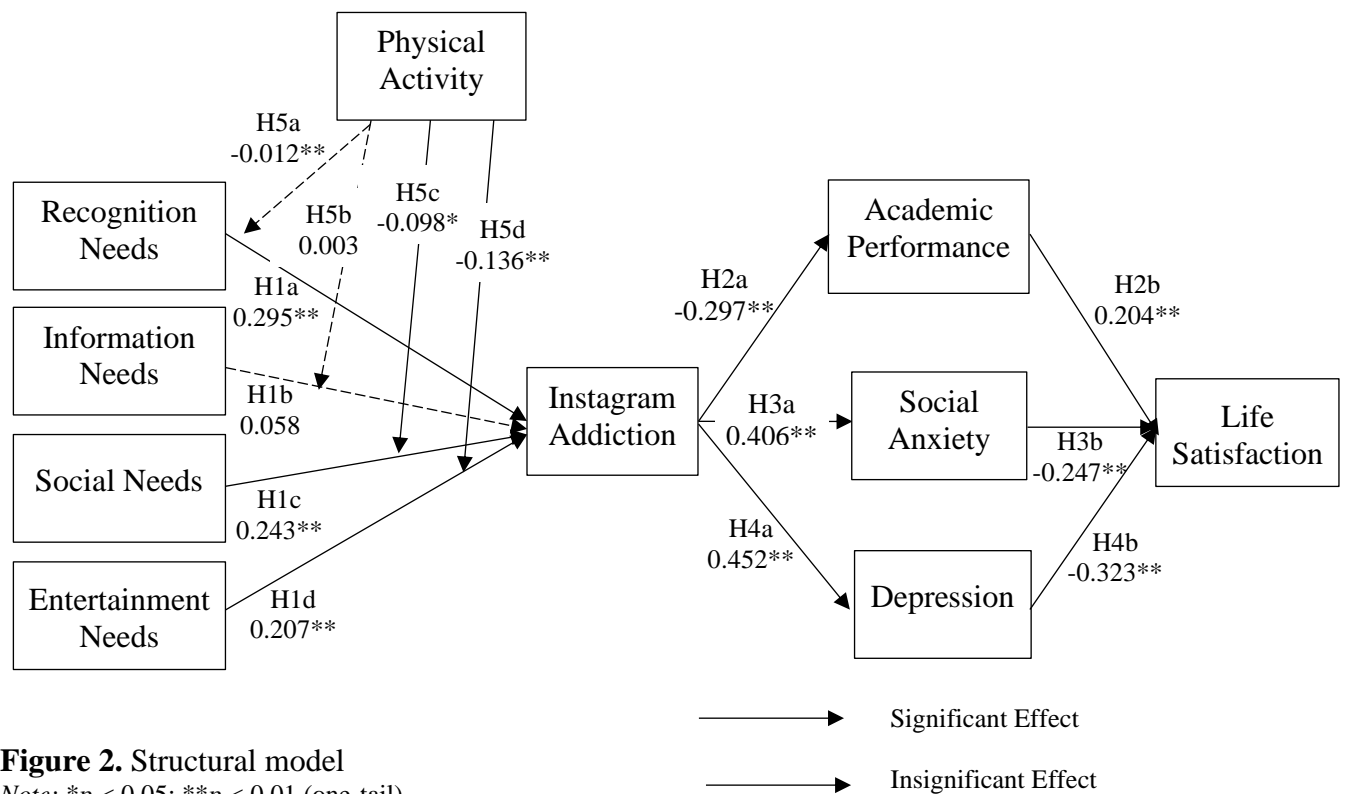 Physical
Activity
H5a
-0.012**
Recognition
Needs
H5b
0.003
H5c
-0.098*
H5d
-0.136**
H1a
0.295**
Information
Needs
H1b
0.058
Social Needs
H1c
0.243**
Entertainment
Needs
H1d
0.207**
Instagram
Addiction
H2a
-0.297**
H3a
0.406**
H4a
0.452**
Academic
Performance
Social
Anxiety
Depression
H2b
0.204**
H3b
-0.247**
H4b
-0.323**
Life
Satisfaction
Significant Effect
Insignificant Effect
Figure 2. Structural model
Note: *p < 0.05; **p < 0.01 (one-tail)